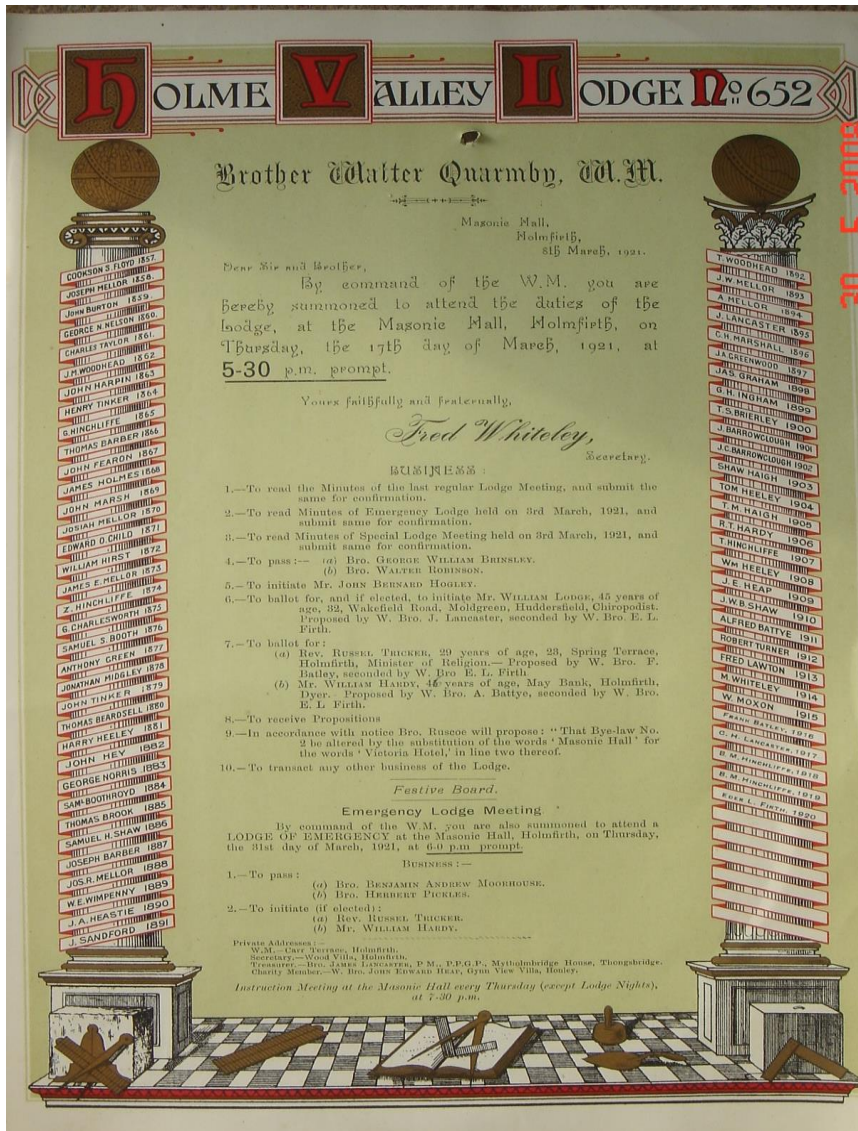 HOLME VALLEY LODGE No 652
Brother Walter Quarmby, W.M.
Masonic Hall,
Holmfirth,
8th March, 1921.
Dear Sir and Brother,
By command of the W.M. you are
hereby summoned to attend the duties of the
Lodge, at the Masonic Hall, Holmfirth, on
Thursday, the 17th day of March, 1921, at
5-30 p.m. prompt.
Yours faithfully and fraternally,
Fred Whiteley,
Secretary.
BUSINESS :
1.—To read the Minutes of the last regular Lodge Meeting, and submit the
same for confirmation.
2.—To read Minutes of Emergency Lodge held on 3rd March, 1921, and
submit same for confirmation.
3.—To read Minutes of Special Lodge Meeting held on 3rd March, 1921, and
submit same for confirmation.
4.—To pass :— (a) Bro. GEORGE WILLIAM BRINSLEY.
(b) Bro. WALTER ROBINSON.
5.—To initiate Mr. JOHN BERNARD HOGLEY.
6.—To ballot for, and if elected, to initiate Mr. WILLIAM LODGE, 45 years of
age, 32, Wakefield Road, Moldgreen, Huddersfield, Chiropodist.
Proposed by W. Bro. J. Lancaster, seconded by W. Bro. E. L.
Firth.
7.—To ballot for :
(a) Rev. RUSSEL TRICKER, 29 years of age, 23, Spring Terrace,
Holmfirth, Minister of Religion.—Proposed by W. Bro. F.
Batley, seconded by W. Bro E. L. Firth.
(b) Mr. WILLIAM HARDY, years of age, May Bank, Holmfirth,
Dyer. Proposed by W. Bro. A. Battye, seconded by W. Bro.
E. L Firth.
8.—To receive Propositions
9.—In accordance with notice Bro. Ruscoe will propose : "That Bye-law No.
2 be altered by the substitution of the words 'Masonic Hall' for
the words 'Victoria Hotel,' in line two thereof.
10.—To transact any other business of the Lodge.
Festive Board.
Emergency Lodge Meeting
By command of the W.M. you are also summoned to attend a
LODGE OF EMERGENCY at the Masonic Hall, Holmfirth, on Thursday,
the 31st day of March, 1921, at 6-0 p.m prompt.
BUSINESS :—
1.—To pass :
(a) Bro. BENJAMIN ANDREW MOORHOUSE.
(b) Bro. HERBERT PICKLES.
2.—To initiate (if elected) :
(a) Rev. RUSSEL TRICKER.
(b) Mr. WILLIAM HARDY.
Private Addresses :—
W.M.—Carr Terrace, Holmfirth.
Secretary.—Wood Villa, Holmfirth.
Treasurer.—Bro. JAMES LANCASTER, P M., P.P.G.P., Mytholmbridge House, Thongsbridge.
Charity Member.—W. Bro. JOHN EDWARD HEAP, Gynn View Villa, Honley.
Instruction Meeting at the Masonic Hall every Thursday (except Lodge Nights),
at 7-30 p.m.
COOKSON S. FLOYD 1857.
JOSEPH MELLOR 1858.
JOHN BURTON 1859.
GEORGE N. NELSON 1860.
CHARLES TAYLOR 1861.
J.M. WOODHEAD 1862
JOHN HARPIN 1863
HENRY TINKER 1864
G. HINCHLIFFE 1865
THOMAS BARBER 1866
JOHN FEARON 1867
JAMES HOLMES 1868
JOHN MARSH 1869
JOSIAH MELLOR 1870
EDWARD O. CHILD 1871
WILLIAM HIRST 1872
JAMES E. MELLOR 1873
Z. HINCHLIFFE 1874
G. CHARLESWORTH 1875
SAMUEL S. BOOTH 1876
ANTHONY GREEN 1877
JONATHAN MIDGLEY 1878
JOHN TINKER 1879
THOMAS BEARDSELL 1880
HARRY HEELEY 1881
JOHN HEY 1882
GEORGE NORRIS 1883
SAML BOOTHROYD 1884
THOMAS BROOK 1885
SAMUEL H. SHAW 1886
JOSEPH BARBER 1887
JOS. R. MELLOR 1888
W.E. WIMPENNY 1889
J. A. HEASTIE 1890
J. SANDFORD 1891
T. WOODHEAD 1892
J.W. MELLOR 1893
A MELLOR 1894
J. LANCASTER 1895
C.H. MARSHALL 1896
J.A GREENWOOD 1897
JAS GRAHAM 1898
G.H. INGHAM 1899
T.S. BRIERLEY 1900
J. BARROWCLOUGH 1901
J.C. BARROWCLOUGH 1902
SHAW HAIGH 1903
TOM HEELEY 1904
T.M. HAIGH 1905
R.T. HARDY 1906
T. HINCHLIFFE 1907
WM HEELEY 1908
J.E. HEAP 1909
J.W.B. SHAW 1910
ALFRED BATTYE 1911
ROBERT TURNER 1912
FRED LAWTON 1913
M. WHITELEY 1914
W. MOXON 1915
FRANK BATLEY, 1916
C. H. LANCASTER, 1917
B. M. HINCHLIFFE, 1918
B. M. HINCHLIFFE, 1919
EBER L. FIRTH, 1920
30 5 2009